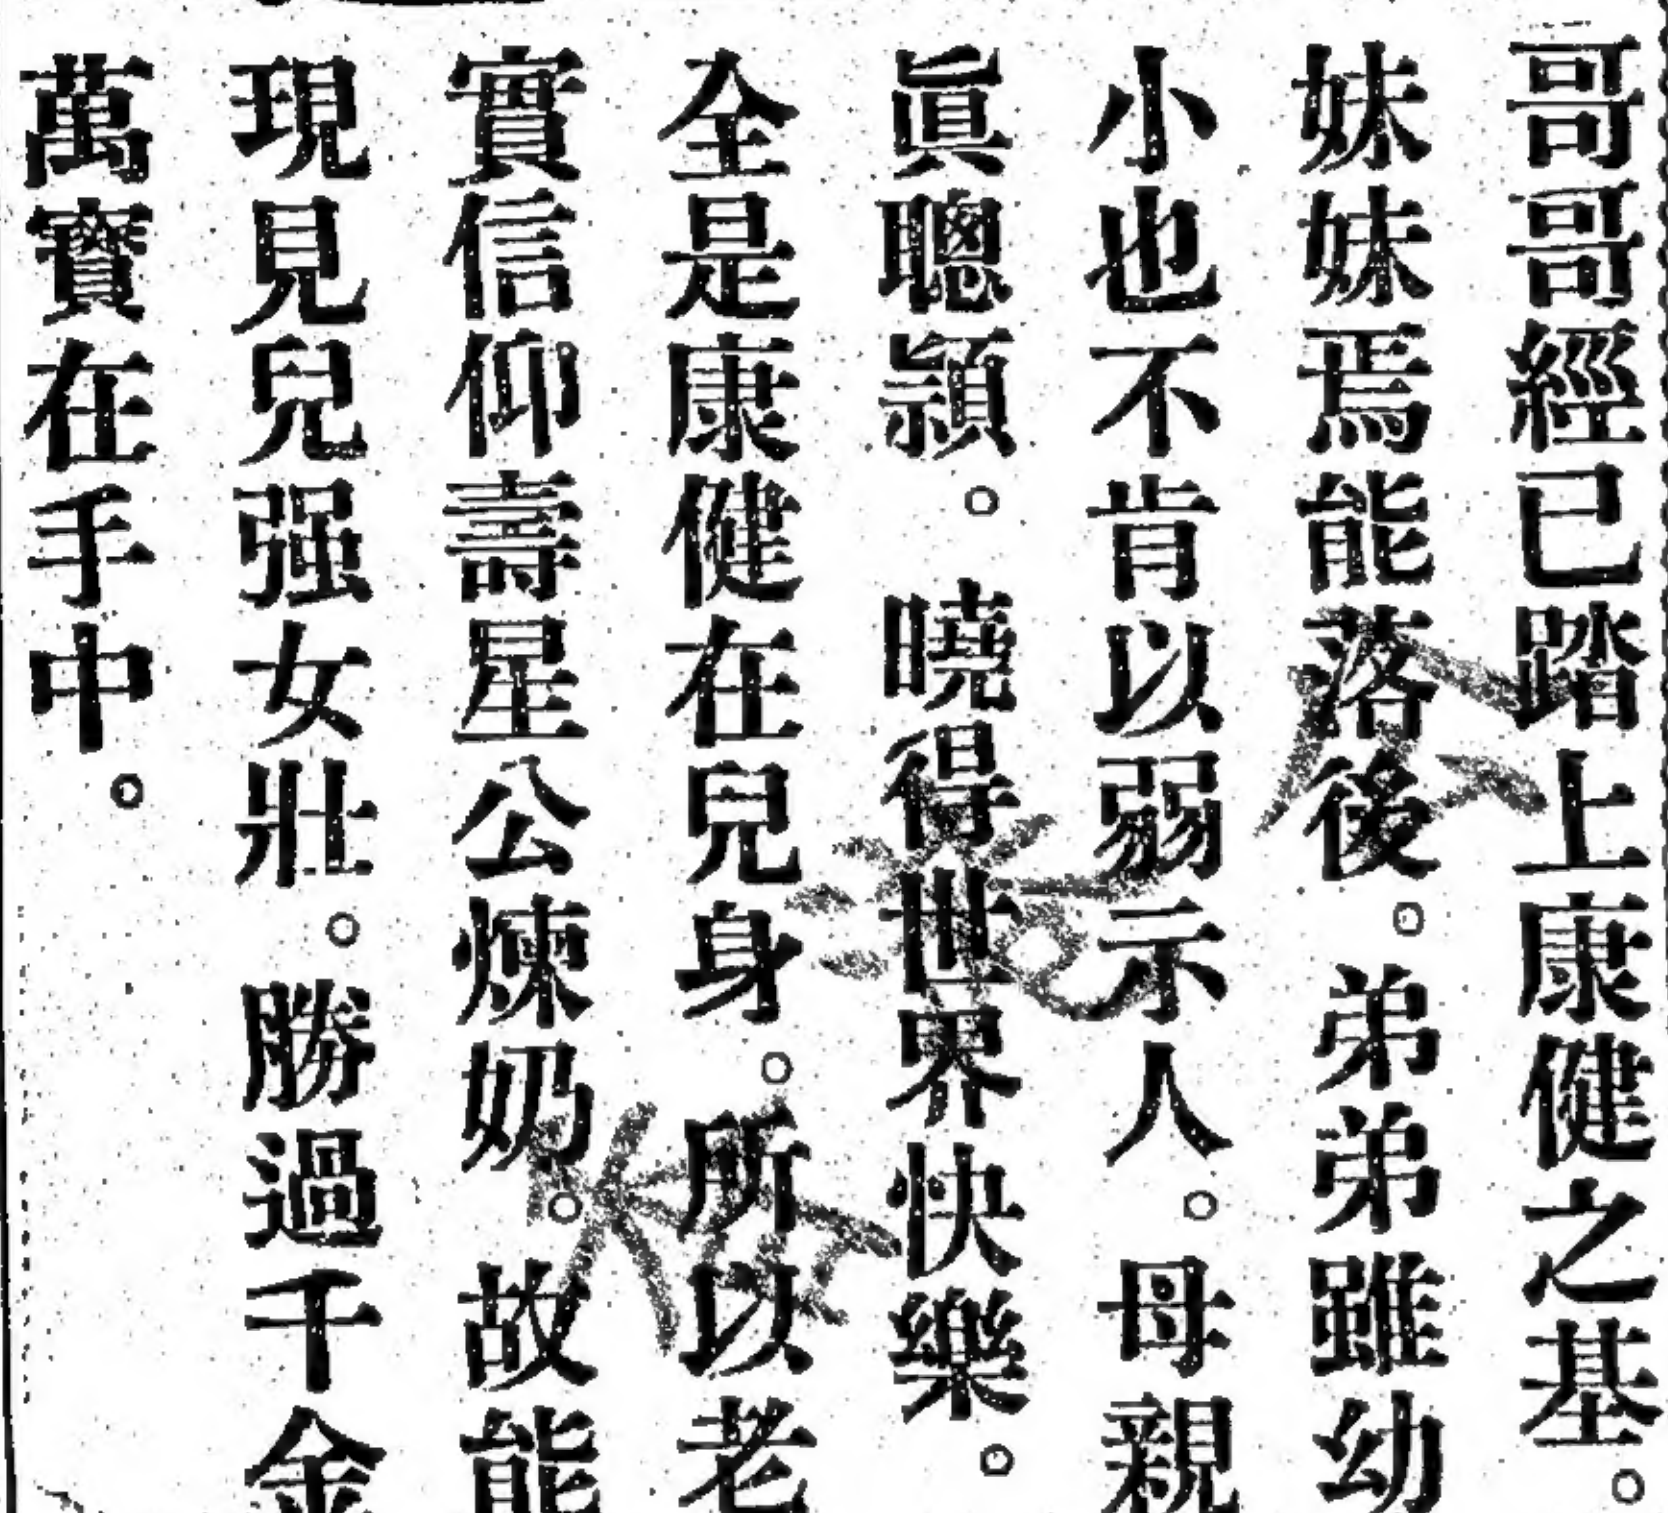 哥哥經已踏上康健之基。
妹妹焉能落後。弟弟雖幼
小也不肯以弱示人。母親
眞聰頴。曉得世界快樂。
全是康健在兒身。所以老
實信仰壽星公煉奶。故能
現見兒强女壯。勝過千金
萬寳在手中。